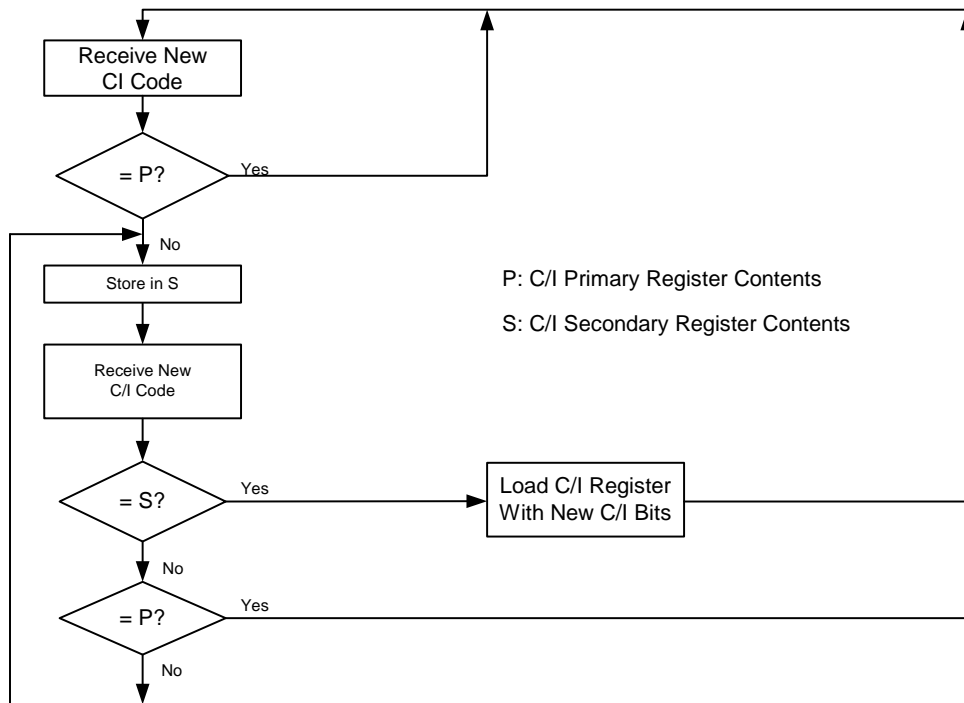 Receive New
CI Code
= P?
Yes
No
Store in S
P: C/I Primary Register Contents
S: C/I Secondary Register Contents
Receive New
C/I Code
= S?
Yes
Load C/I Register
With New C/I Bits
No
= P?
Yes
No